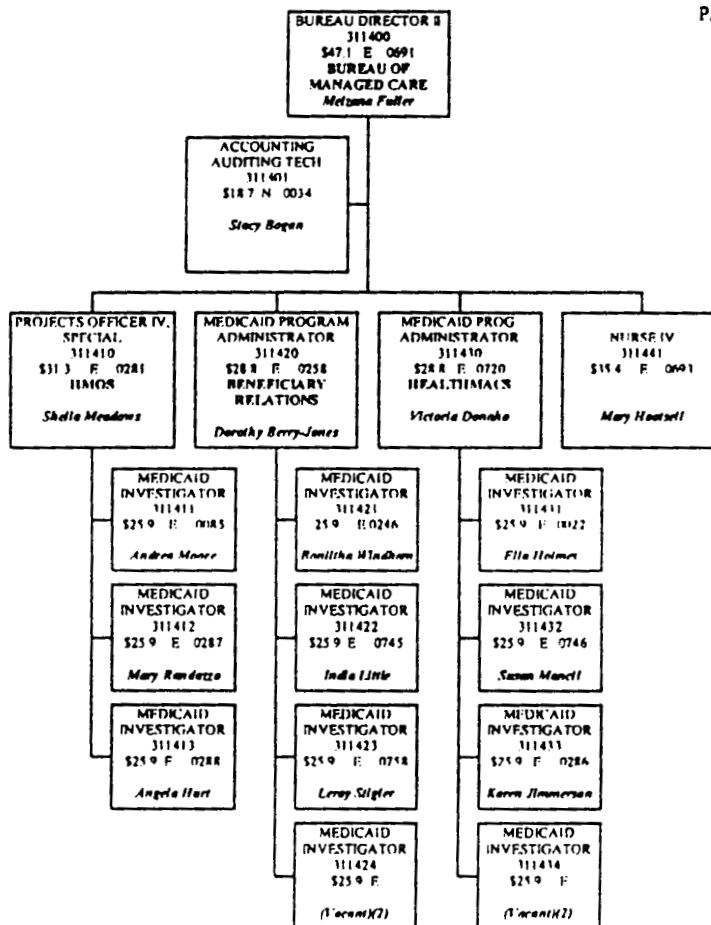 PA
BUREAU DIRECTOR II
311400
$47.1 E 0691
BUREAU OF
MANAGED CARE
Melzana Fuller
ACCOUNTING
AUDITING TECH
311401
$18.7 N 0034
Stacy Bogan
PROJECTS OFFICER IV,
SPECIAL
311410
$31.3 E 0281
HMOS
Sheila Meadows
MEDICAID PROGRAM
ADMINISTRATOR
311420
$28.8 E 0258
BENEFICIARY
RELATIONS
Dorothy Berry-Jones
MEDICAID PROG
ADMINISTRATOR
311430
$28.8 E 0720
HEALTHMACS
Victoria Donaho
NURSE IV
311441
$35.4 E 0693
Mary Hootsell
MEDICAID
INVESTIGATOR
311411
$25.9 E 0085
Andrea Moore
MEDICAID
INVESTIGATOR
311412
$25.9 E 0287
Mary Randazzo
MEDICAID
INVESTIGATOR
311413
$25.9 E 0288
Angela Hart
MEDICAID
INVESTIGATOR
311421
25.9 E0246
Windham
MEDICAID
INVESTIGATOR
311422
$25.9 E 0745
India Little
MEDICAID
INVESTIGATOR
311423
$25.9 E 0758
Leroy Stigler
MEDICAID
INVESTIGATOR
311424
$25.9 E
(Vacant)(2)
MEDICAID
INVESTIGATOR
311431
$25.9 E 0022
Ella Holmes
MEDICAID
INVESTIGATOR
311432
$25.9 E 0746
Susan Mancil
MEDICAID
INVESTIGATOR
311433
$25.9 E 0286
Karen Jimmerson
MEDICAID
INVESTIGATOR
311434
$25.9 E
(Vacant)(2)